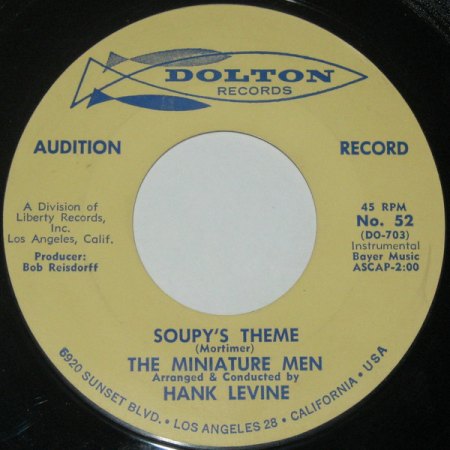 DOLTON
RECORDS
AUDITION
RECORD
A Division of
Liberty Records,
Inc.
Los Angeles, Calif.
Producer:
Bob Reisdorff
45 RPM
No. 52
(DO-703)
Instrumental
Bayer Music
ASCAP-2:00
SOUPY'S THEME
(Mortimer)
THE MINIATURE MEN
Arranged & Conducted by
HANK LEVINE
6920 SUNSET BLVD. • LOS ANGELES 28 • CALIFORNIA • USA